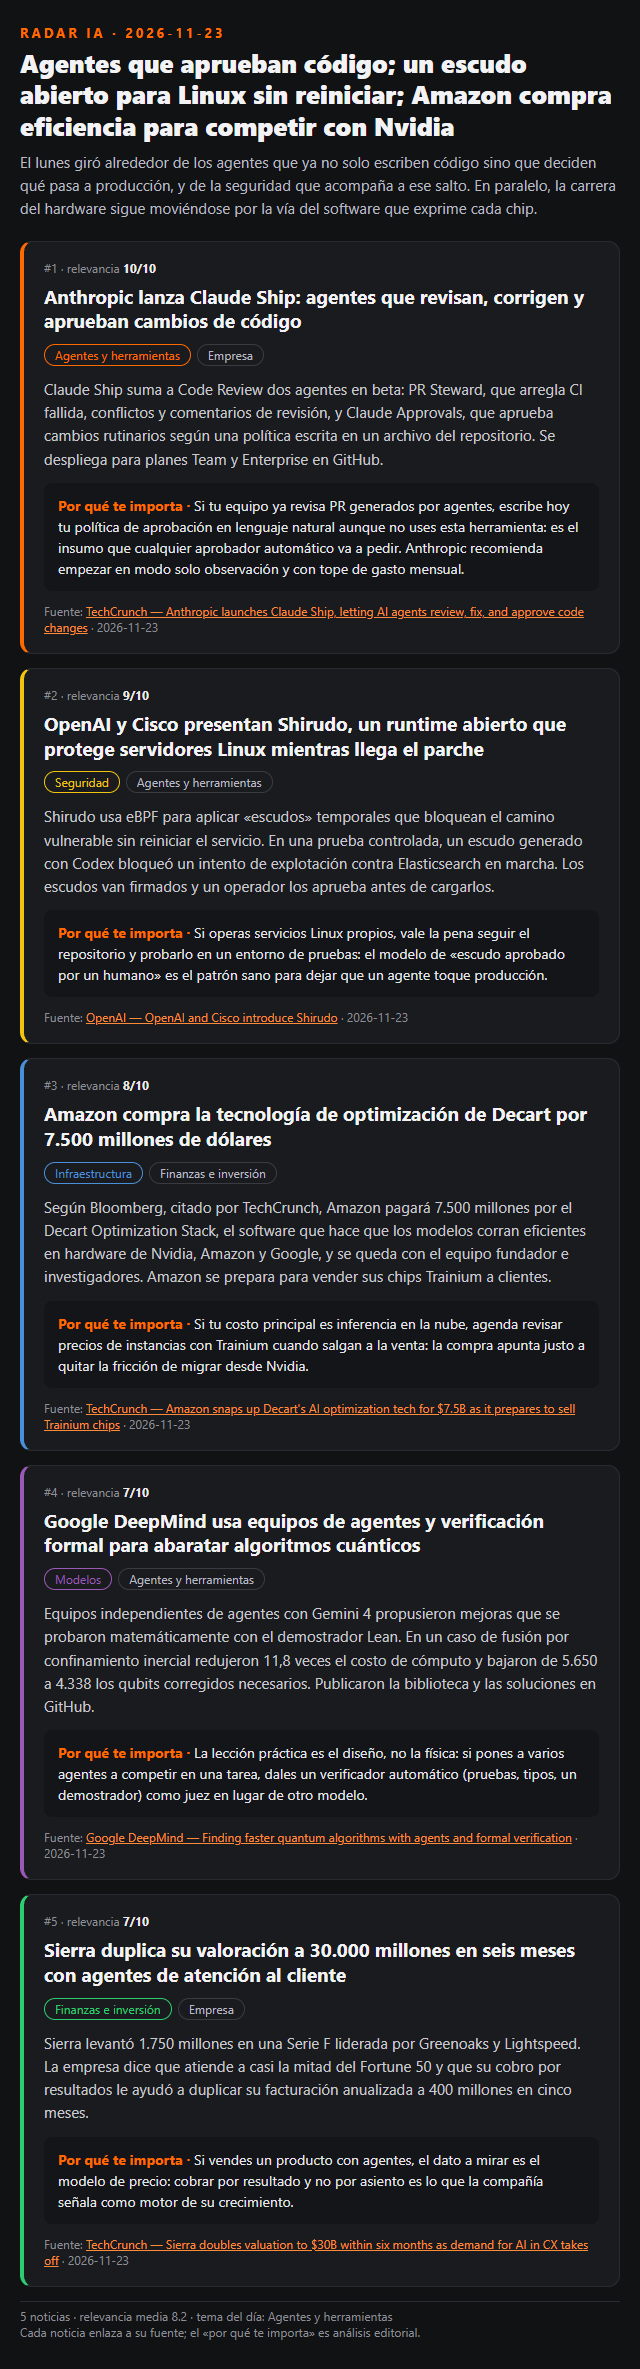 RADAR IA · 2026-11-23
Agentes que aprueban código; un escudo
abierto para Linux sin reiniciar; Amazon compra
eficiencia para competir con Nvidia
El lunes giró alrededor de los agentes que ya no solo escriben código sino que deciden
qué pasa a producción, y de la seguridad que acompaña a ese salto. En paralelo, la carrera
del hardware sigue moviéndose por la vía del software que exprime cada chip.
#1 · relevancia 10/10
Anthropic lanza Claude Ship: agentes que revisan, corrigen y
aprueban cambios de código
Agentes y herramientas Empresa
Claude Ship suma a Code Review dos agentes en beta: PR Steward, que arregla CI
fallida, conflictos y comentarios de revisión, y Claude Approvals, que aprueba
cambios rutinarios según una política escrita en un archivo del repositorio. Se
despliega para planes Team y Enterprise en GitHub.
Por qué te importa · Si tu equipo ya revisa PR generados por agentes, escribe hoy
tu política de aprobación en lenguaje natural aunque no uses esta herramienta: es el
insumo que cualquier aprobador automático va a pedir. Anthropic recomienda
empezar en modo solo observación y con tope de gasto mensual.
Fuente: TechCrunch — Anthropic launches Claude Ship, letting AI agents review, fix, and approve code
changes · 2026-11-23
#2 · relevancia 9/10
OpenAI y Cisco presentan Shirudo, un runtime abierto que
protege servidores Linux mientras llega el parche
Seguridad Agentes y herramientas
Shirudo usa eBPF para aplicar «escudos» temporales que bloquean el camino
vulnerable sin reiniciar el servicio. En una prueba controlada, un escudo generado
con Codex bloqueó un intento de explotación contra Elasticsearch en marcha. Los
escudos van firmados y un operador los aprueba antes de cargarlos.
Por qué te importa · Si operas servicios Linux propios, vale la pena seguir el
repositorio y probarlo en un entorno de pruebas: el modelo de «escudo aprobado
por un humano» es el patrón sano para dejar que un agente toque producción.
Fuente: OpenAI — OpenAI and Cisco introduce Shirudo · 2026-11-23
#3 · relevancia 8/10
Amazon compra la tecnología de optimización de Decart por
7.500 millones de dólares
Infraestructura Finanzas e inversión
Según Bloomberg, citado por TechCrunch, Amazon pagará 7.500 millones por el
Decart Optimization Stack, el software que hace que los modelos corran eficientes
en hardware de Nvidia, Amazon y Google, y se queda con el equipo fundador e
investigadores. Amazon se prepara para vender sus chips Trainium a clientes.
Por qué te importa · Si tu costo principal es inferencia en la nube, agenda revisar
precios de instancias con Trainium cuando salgan a la venta: la compra apunta justo a
quitar la fricción de migrar desde Nvidia.
Fuente: TechCrunch — Amazon snaps up Decart's AI optimization tech for $7.5B as it prepares to sell
Trainium chips · 2026-11-23
#4 · relevancia 7/10
Google DeepMind usa equipos de agentes y verificación
formal para abaratar algoritmos cuánticos
Modelos Agentes y herramientas
Equipos independientes de agentes con Gemini 4 propusieron mejoras que se
probaron matemáticamente con el demostrador Lean. En un caso de fusión por
confinamiento inercial redujeron 11,8 veces el costo de cómputo y bajaron de 5.650
a 4.338 los qubits corregidos necesarios. Publicaron la biblioteca y las soluciones en
GitHub.
Por qué te importa · La lección práctica es el diseño, no la física: si pones a varios
agentes a competir en una tarea, dales un verificador automático (pruebas, tipos, un
demostrador) como juez en lugar de otro modelo.
Fuente: Google DeepMind — Finding faster quantum algorithms with agents and formal verification ·
2026-11-23
#5 · relevancia 7/10
Sierra duplica su valoración a 30.000 millones en seis meses
con agentes de atención al cliente
Finanzas e inversión Empresa
Sierra levantó 1.750 millones en una Serie F liderada por Greenoaks y Lightspeed.
La empresa dice que atiende a casi la mitad del Fortune 50 y que su cobro por
resultados le ayudó a duplicar su facturación anualizada a 400 millones en cinco
meses.
Por qué te importa · Si vendes un producto con agentes, el dato a mirar es el
modelo de precio: cobrar por resultado y no por asiento es lo que la compañía
señala como motor de su crecimiento.
Fuente: TechCrunch — Sierra doubles valuation to $30B within six months as demand for AI in CX takes
off · 2026-11-23
5 noticias · relevancia media 8.2 · tema del día: Agentes y herramientas
Cada noticia enlaza a su fuente; el «por qué te importa» es análisis editorial.